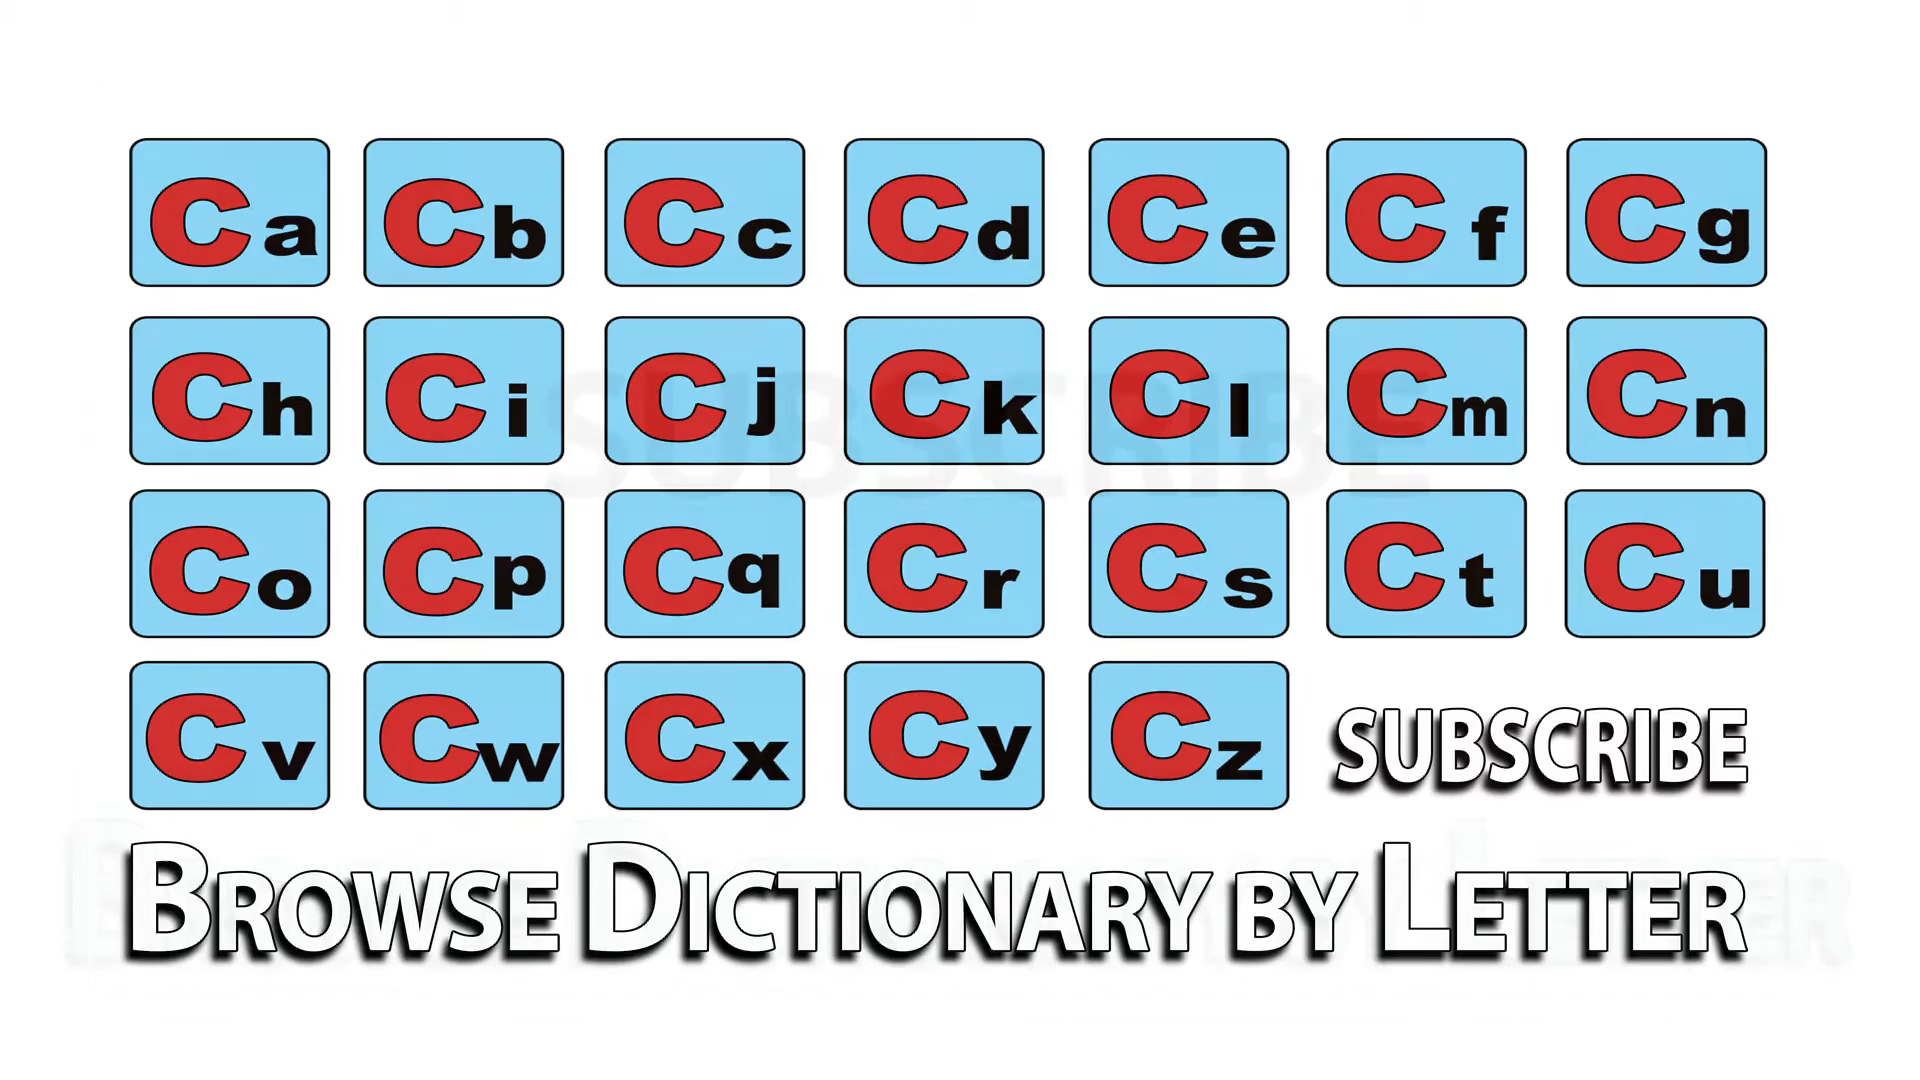 Ca Cb Cc Cd Ce Cf Cg
Ch Ci Cj Ck Cl Cm Cn
Co Cp Cq Cr Cs Ct Cu
Cv Cw Cx Cy Cz SUBSCRIBE
BROWSE DICTIONARY BY LETTER
SUBSCRIBE